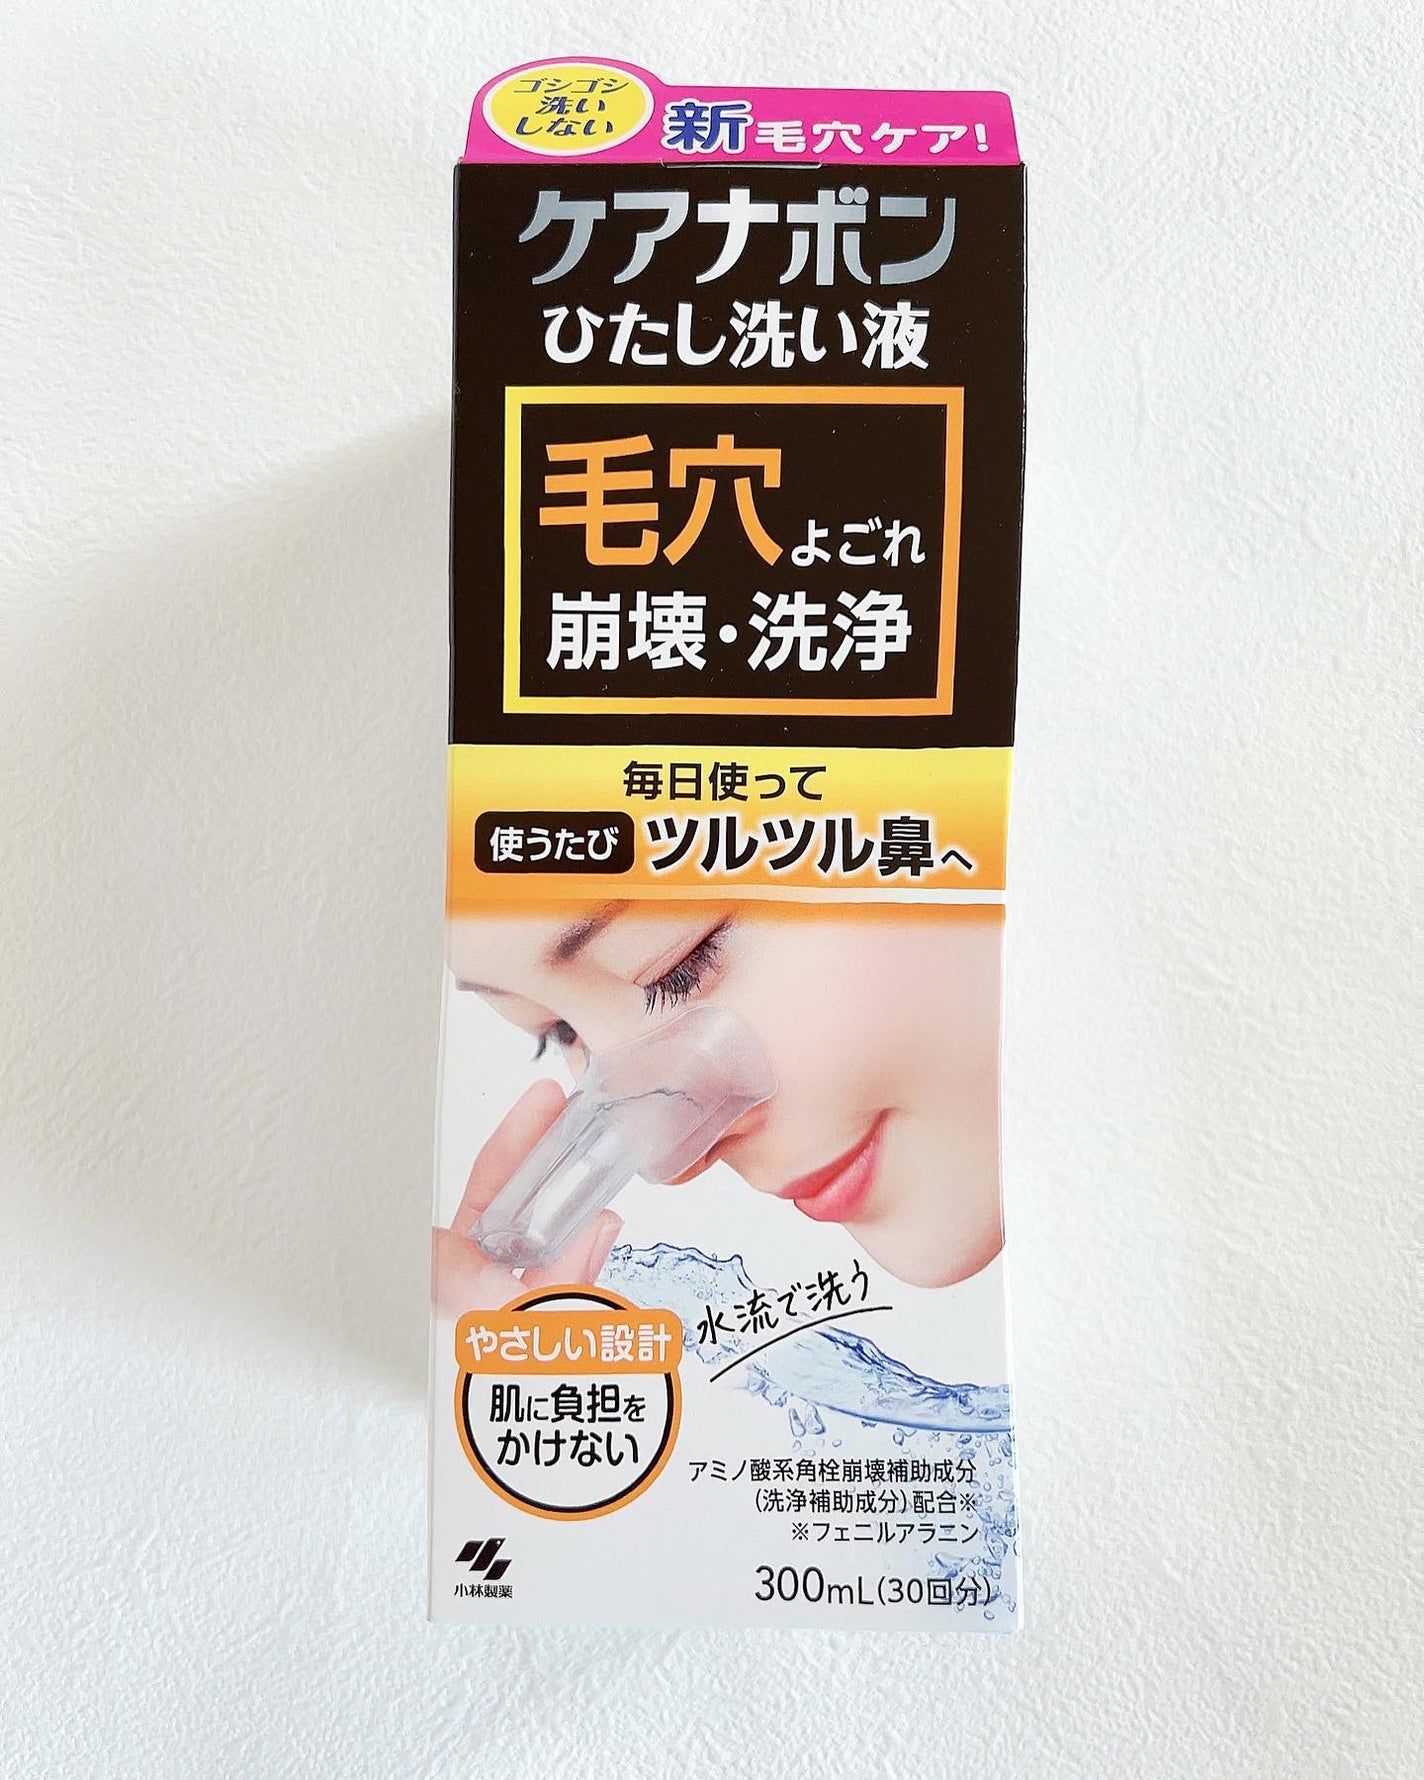 ゴシゴシ
洗い
しない
新毛穴ケア!
ケアナボン
ひたし洗い液
毛穴よごれ
崩壊・洗浄
毎日使って
使うたび ツルツル鼻へ
水流で洗う
やさしい設計
肌に負担を
かけない
アミノ酸系角栓崩壊補助成分
(洗浄補助成分)配合※
※フェニルアラニン
小林製薬
300mL(30回分)